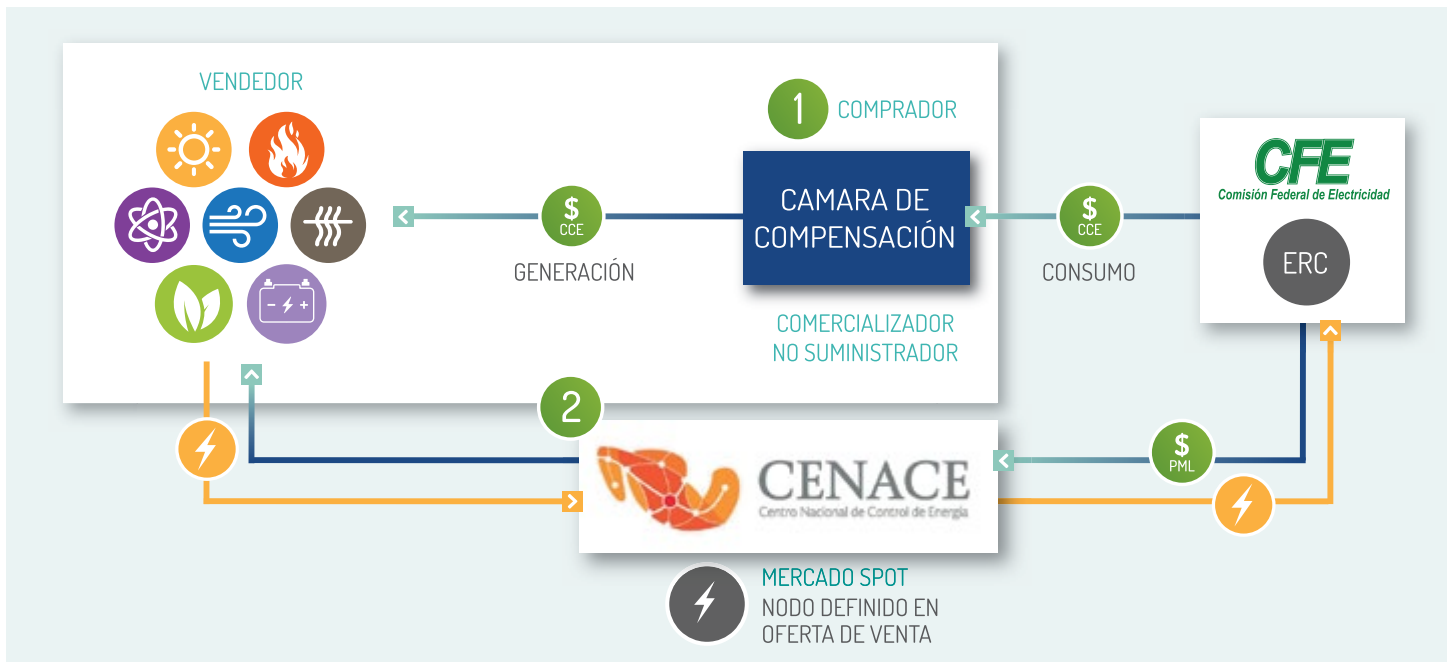 VENDEDOR
1 COMPRADOR
CAMARA DE
COMPENSACIÓN
COMERCIALIZADOR
NO SUMINISTRADOR
$
CCE
GENERACIÓN
$
CCE
CONSUMO
CFE
Comisión Federal de Electricidad
ERC
2
CENACE
Centro Nacional de Control de Energía
$
PML
MERCADO SPOT
NODO DEFINIDO EN
OFERTA DE VENTA